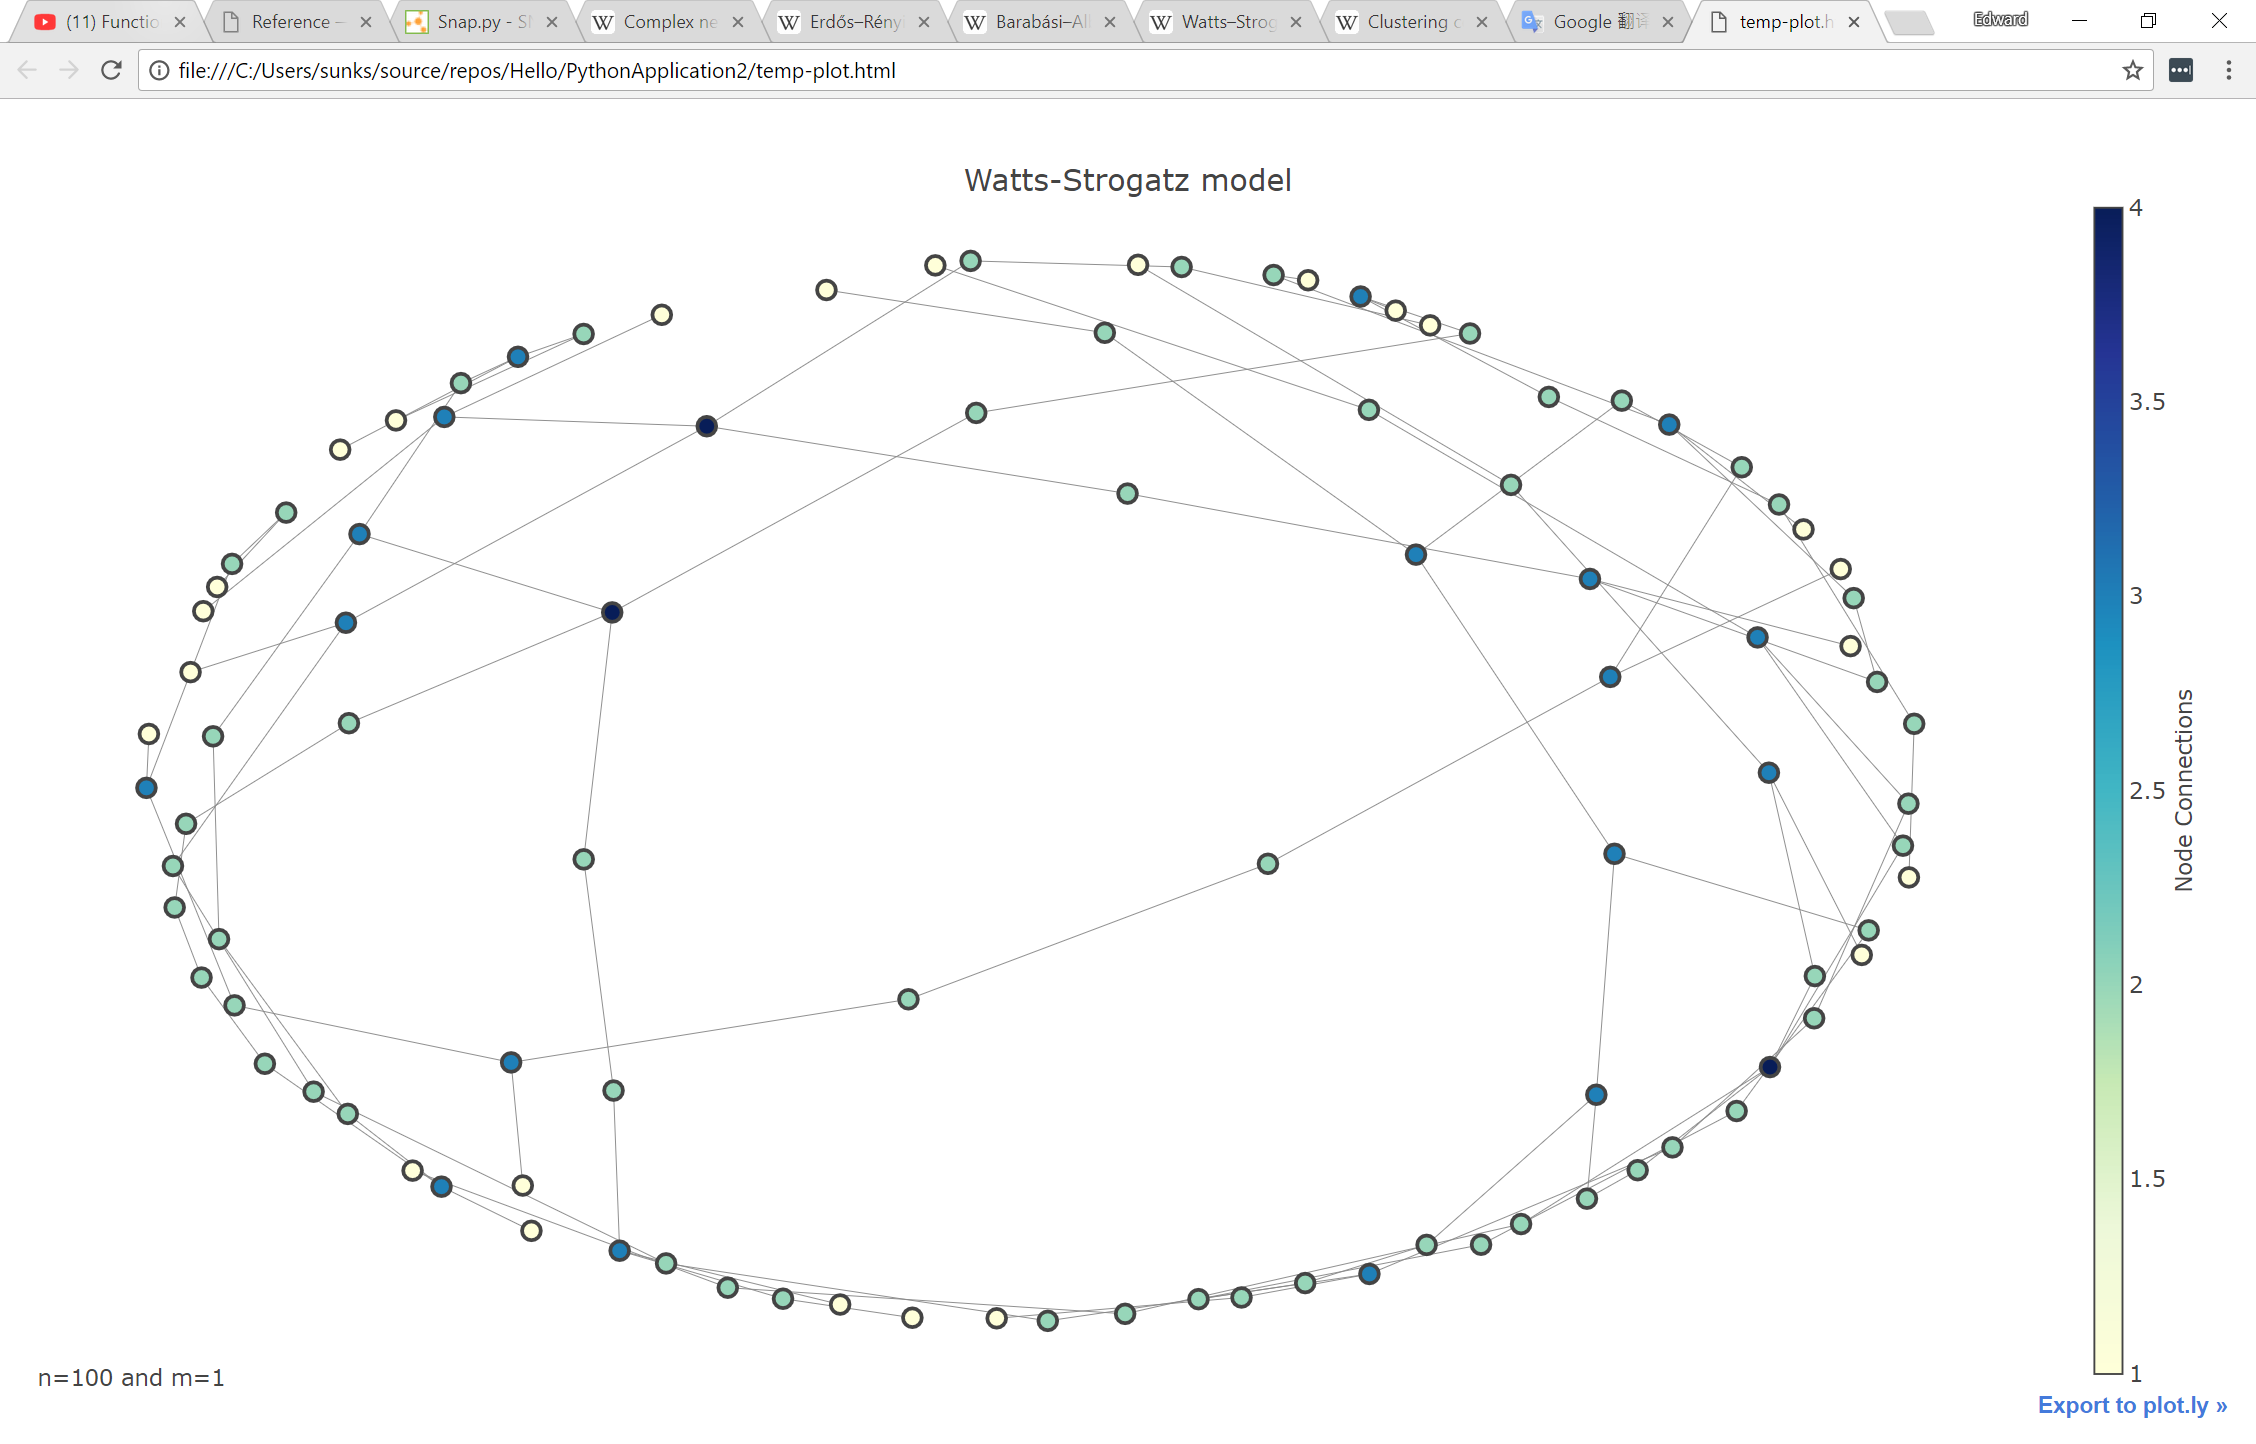 (11) Functio
Reference –
Snap.py - S
Complex ne
Erdős–Rény
Barabási–Al
Watts–Strog
Clustering
Google 翻译
temp-plot.h
Edward
file:///C:/Users/sunks/source/repos/Hello/PythonApplication2/temp-plot.html
Watts-Strogatz model
4
3.5
3
2.5
2
1.5
1
Node Connections
n=100 and m=1
Export to plot.ly »